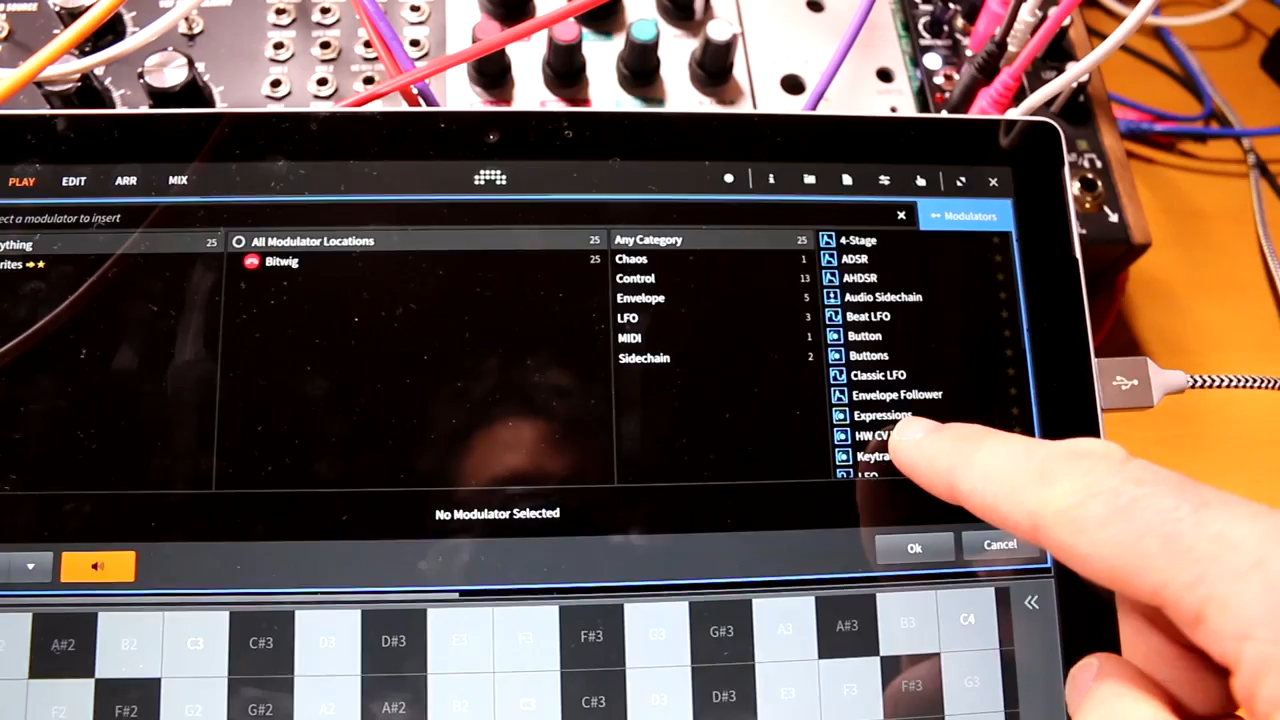 PLAY EDIT ARR MIX
ect a modulator to insert
Modulators
ything 25
rites
All Modulator Locations 25
Bitwig 25
Any Category 25
Chaos 1
Control 13
Envelope 5
LFO 3
MIDI 1
Sidechain 2
4-Stage
ADSR
AHDSR
Audio Sidechain
Beat LFO
Button
Buttons
Classic LFO
Envelope Follower
Expressions
HW CV
Keytra
LFO
No Modulator Selected
Ok Cancel
A#2 B2 C3 C#3 D3 D#3 E3 F3 F#3 G3 G#3 A3 A#3 B3 C4
F2 F#2 G2 G#2 A2 A#2 B2 C3 C#3 D3 D#3 E3 F3 F#3 G3